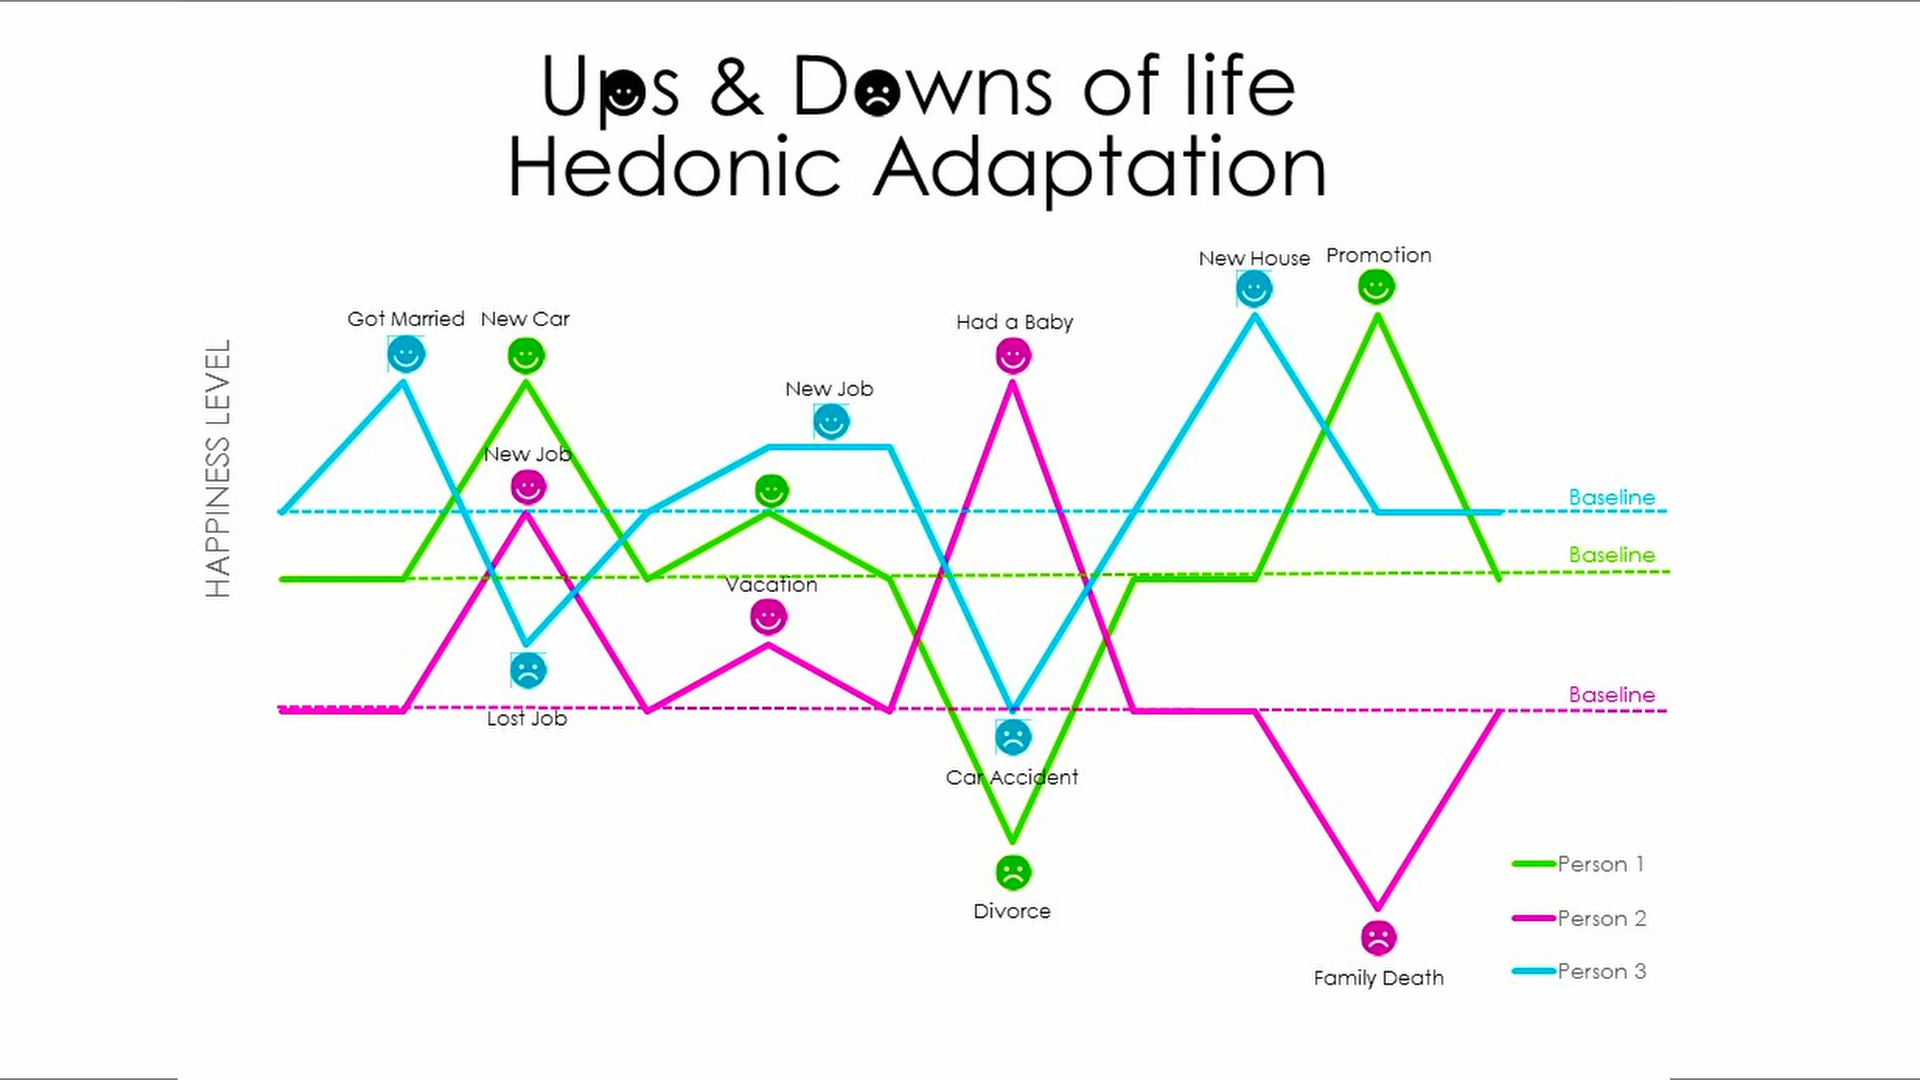 Ups & Downs of life
Hedonic Adaptation
HAPPINESS LEVEL
New House
Promotion
Got Married
New Car
Had a Baby
New Job
New Job
Baseline
Baseline
Vacation
Baseline
Lost Job
Car Accident
Divorce
Family Death
Person 1
Person 2
Person 3